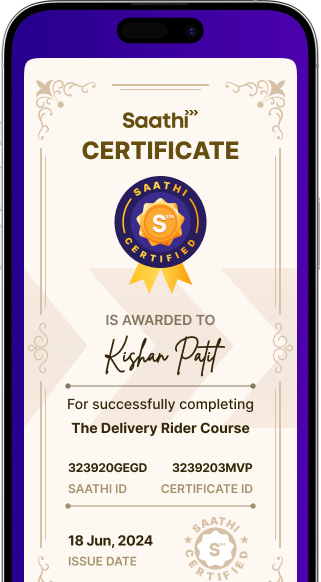 Saathi
CERTIFICATE
SAATHI
S
CERTIFIED
IS AWARDED TO
Kishan Patil
For successfully completing
The Delivery Rider Course
323920GEGD 3239203MVP
SAATHI ID CERTIFICATE ID
18 Jun, 2024
ISSUE DATE
SAATHI
S
CERTIFIED